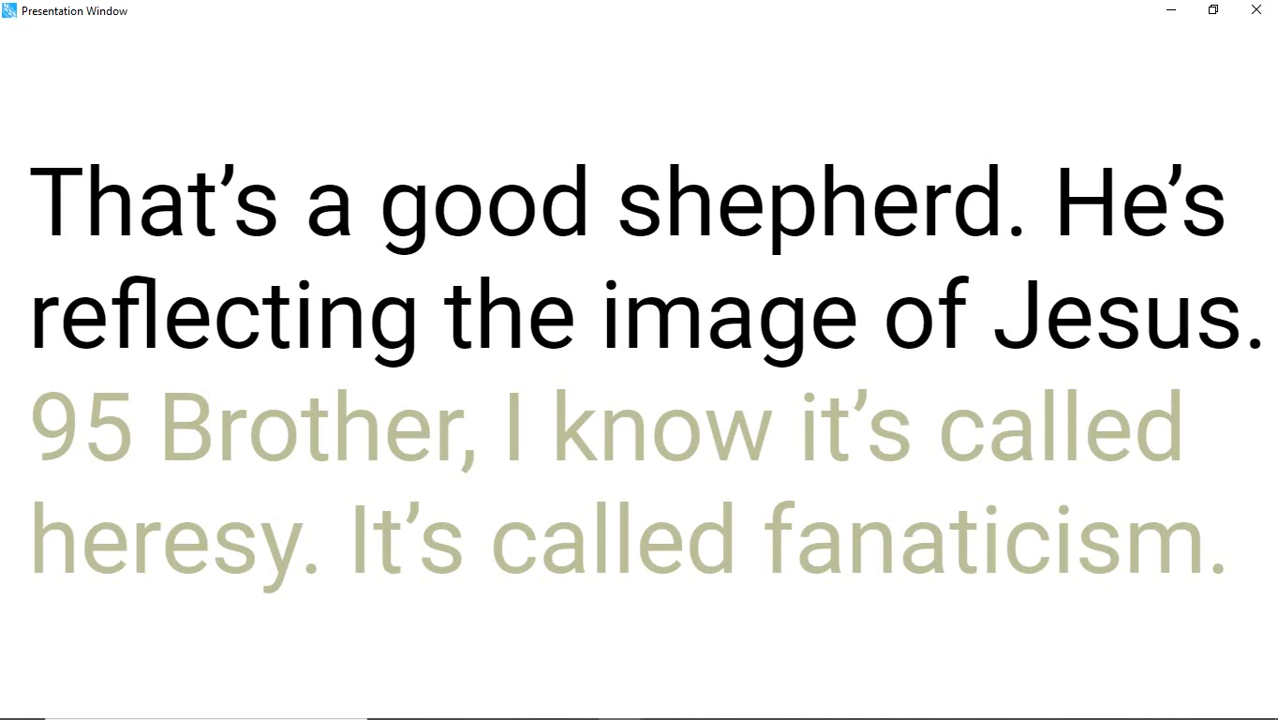 Presentation Window
That’s a good shepherd. He’s
reflecting the image of Jesus.
95 Brother, I know it’s called
heresy. It’s called fanaticism.